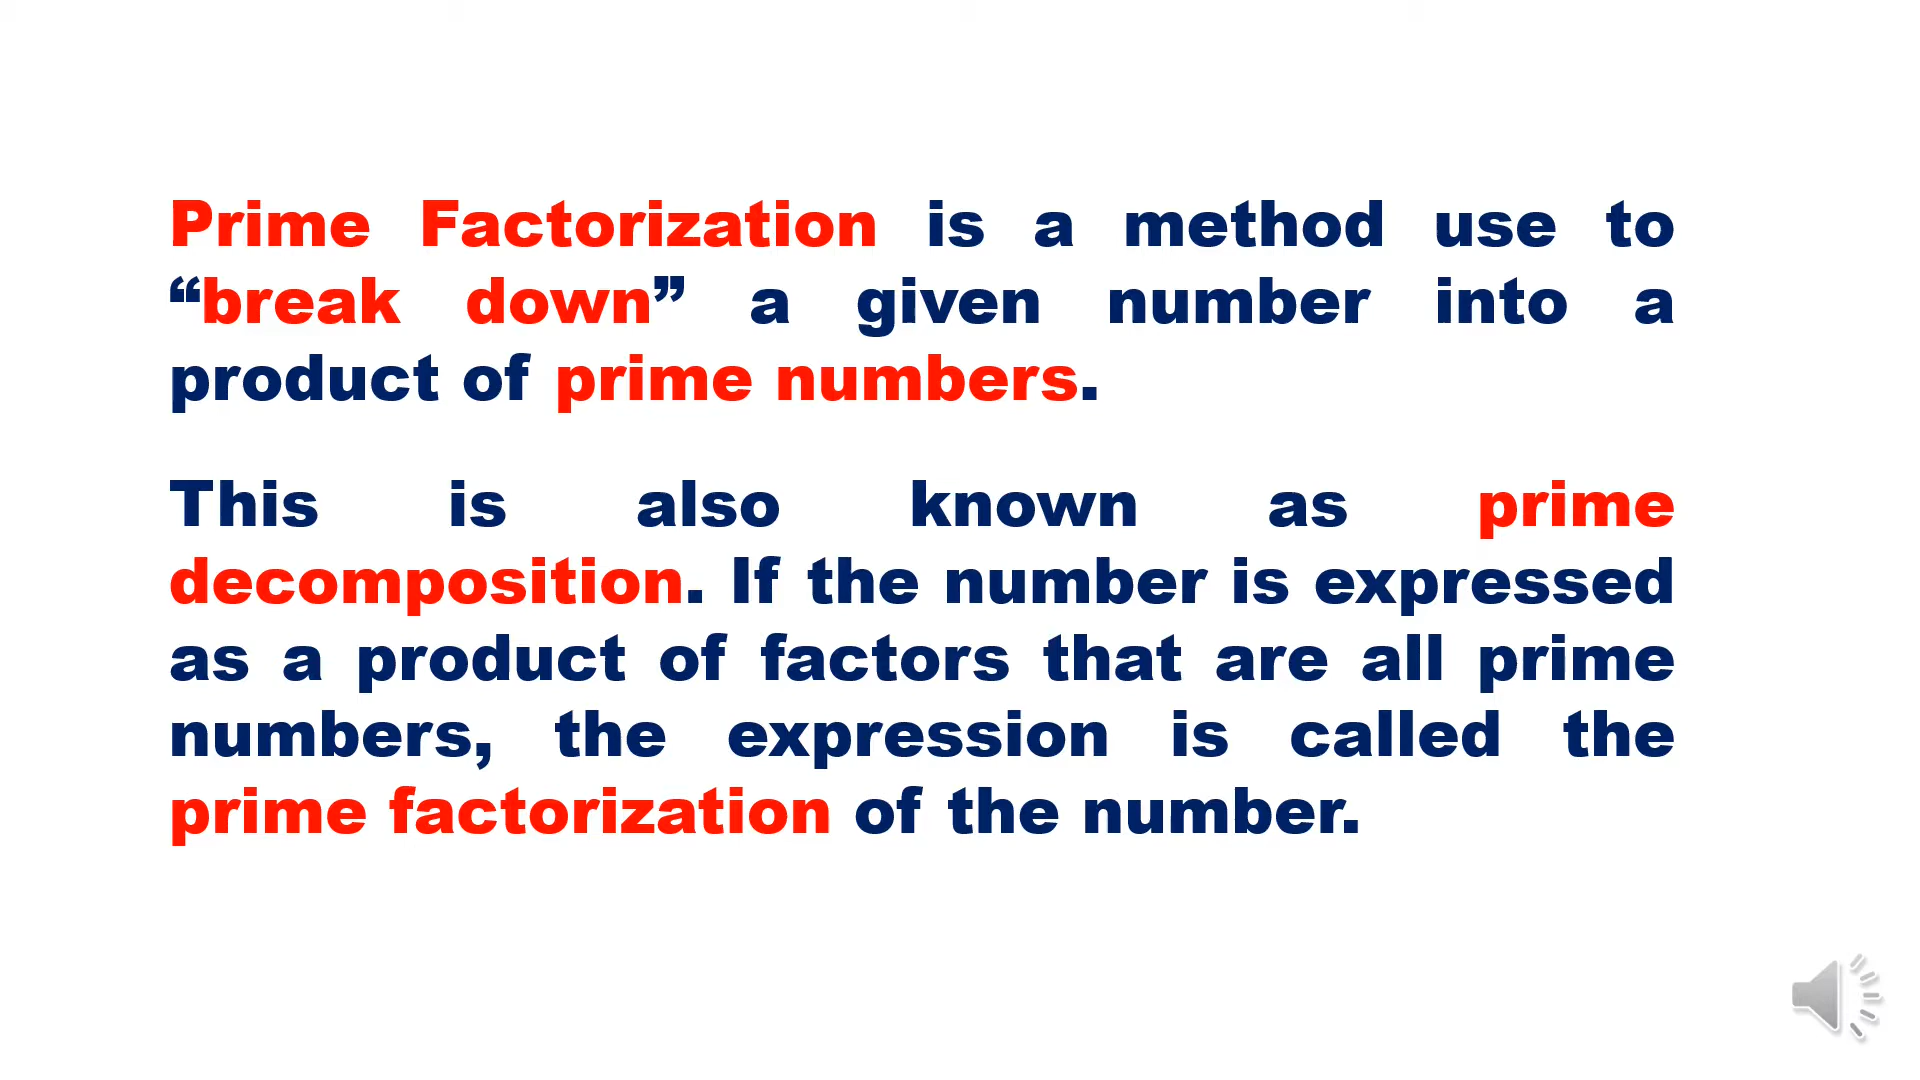 Prime Factorization is a method use to
“break down” a given number into a
product of prime numbers.
This is also known as prime
decomposition. If the number is expressed
as a product of factors that are all prime
numbers, the expression is called the
prime factorization of the number.